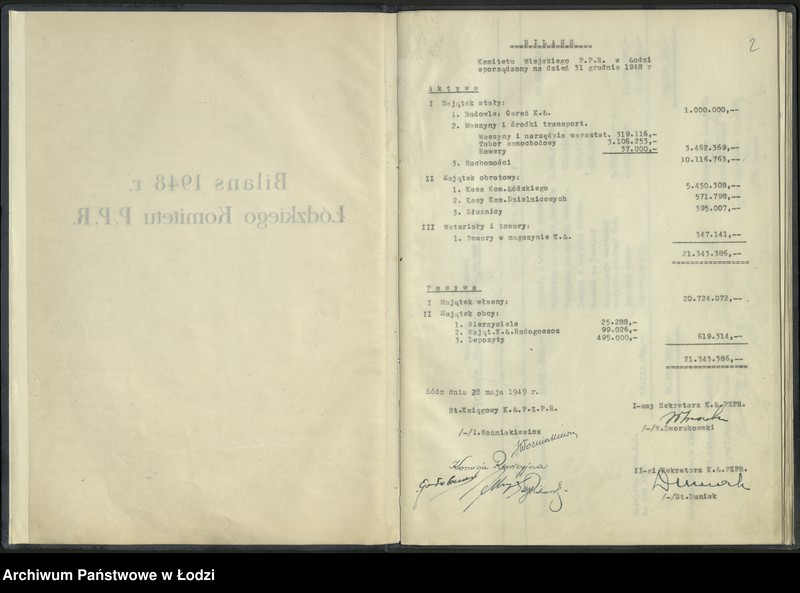 Bilans 1948 r.
Łódzkiego Komitetu P.P.R.
2
BILANS
Komitetu Miejskiego P.P.R. w Łodzi
sporządzony na dzień 31 grudnia 1948 r
Aktywa
I Majątek stały:
1. Budowle; Garaż K.Ł. 1.000.000,--
2. Maszyny i środki transport.
Maszyny i narzędzia warsztat. 319.116,-
Tabor samochodowy 3.106.253,-
Rowery 37.000,- 3.462.369,--
3. Ruchomości 10.116.763,--
II Majątek obrotowy:
1. Kasa Kom.Łódzkiego 5.450.308,--
2. Kasy Kom.Dzielnicowych 571.798,--
3. Dłużnicy 395.007,--
III Materiały i towary:
1. Towary w magazynie K.Ł. 347.141,--
21.343.386,--
Pasywa
I Majątek własny: 20.724.072,--
II Majątek obcy:
1. Wierzyciele 25.288,-
2. Mająt.K.Ł.Radogoszcz 99.026,-
3. Depozyty 495.000,- 619.314,--
21.343.386,--
Łódź dnia 28 maja 1949 r.
St.Księgowy K.Ł.P.Z.P.R.
I-szy Sekretarz K.Ł.PZPR.
/-/A.Woźniakiewicz
/-/W.Dworakowski
Komisja Rewizyjna
II-gi Sekretarz K.Ł.PZPR.
/-/St.Duniak
Archiwum Państwowe w Łodzi